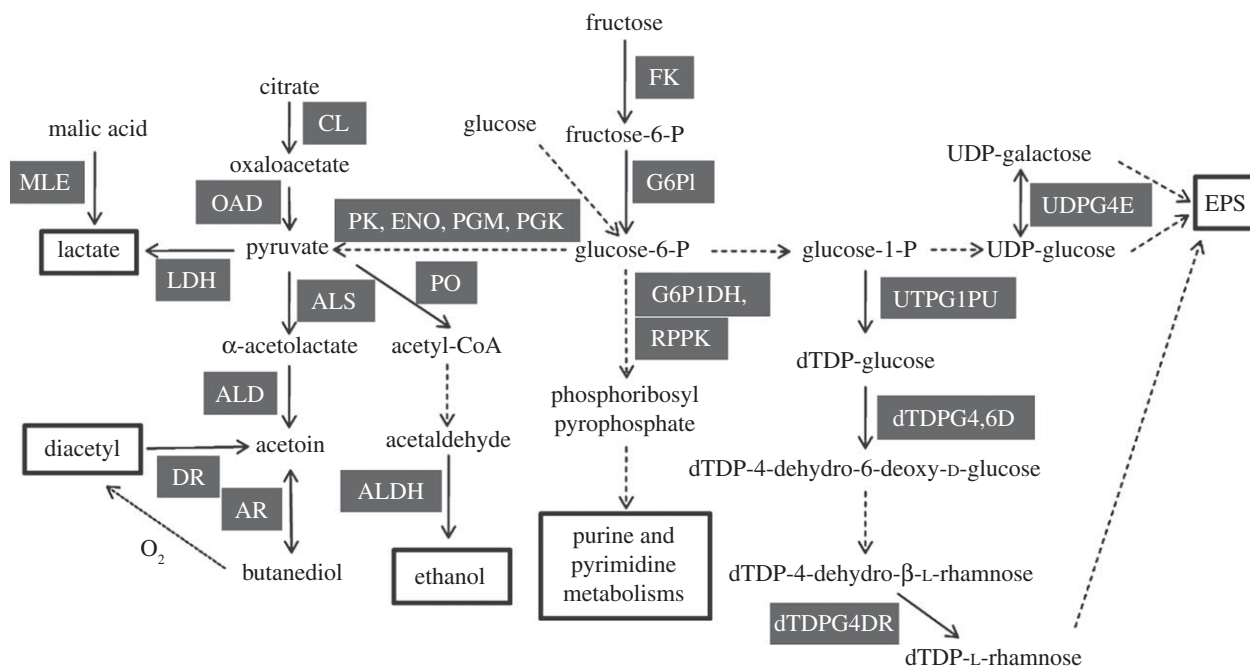 fructose
FK
citrate
CL
glucose
fructose-6-P
malic acid
oxaloacetate
UDP-galactose
MLE
OAD
G6Pl
PK, ENO, PGM, PGK
UDPG4E
EPS
lactate
pyruvate
glucose-6-P
glucose-1-P
UDP-glucose
LDH
PO
ALS
G6P1DH,
RPPK
UTPG1PU
α-acetolactate
acetyl-CoA
dTDP-glucose
ALD
phosphoribosyl
pyrophosphate
dTDPG4,6D
diacetyl
acetoin
acetaldehyde
DR
AR
ALDH
dTDP-4-dehydro-6-deoxy-D-glucose
O₂
butanediol
ethanol
purine and
pyrimidine
metabolisms
dTDP-4-dehydro-β-L-rhamnose
dTDPG4DR
dTDP-L-rhamnose